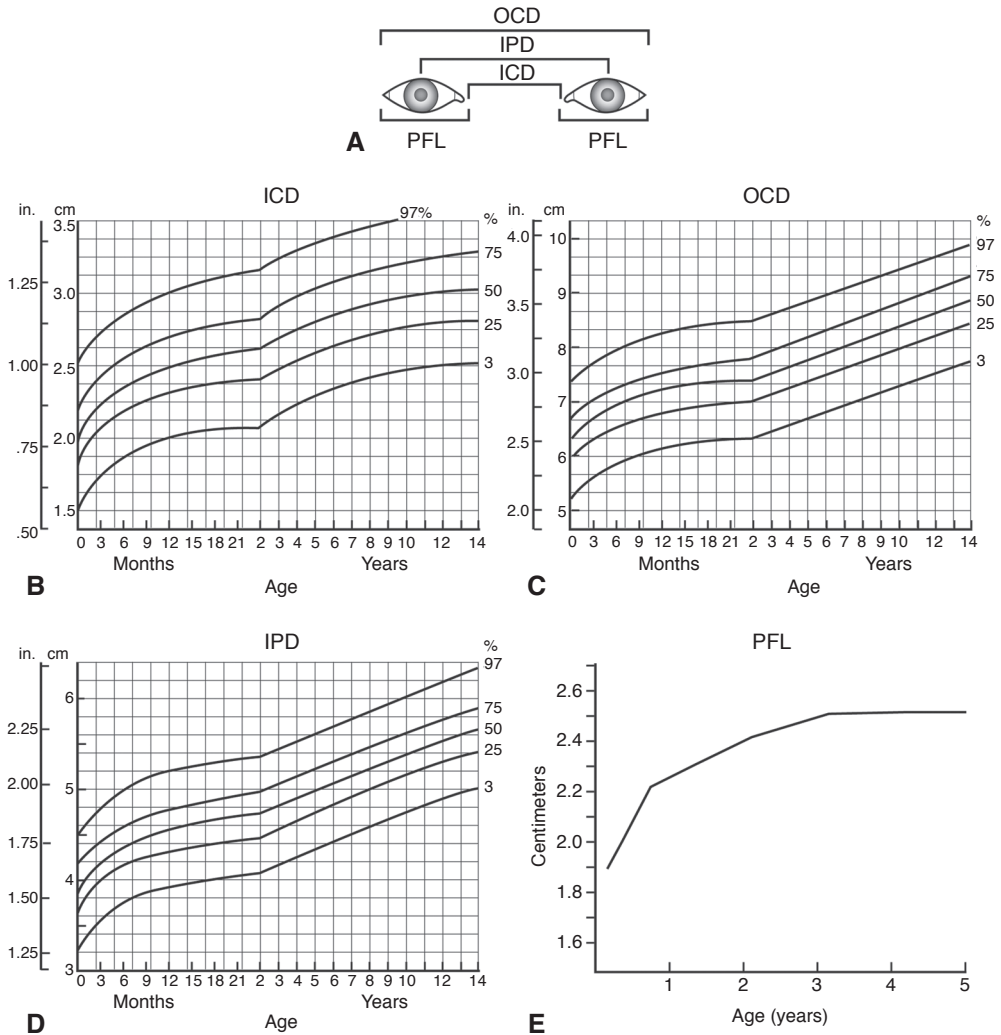 OCD
IPD
ICD
PFL PFL
A
ICD
in. cm
3.5
3.0
2.5
2.0
1.5
1.25
1.00
.75
.50
97%
%
75
50
25
3
0 3 6 9 12 15 18 21 2 3 4 5 6 7 8 9 10 12 14
Months Years
Age
B
OCD
in. cm
4.0
3.5
3.0
2.5
2.0
10
9
8
7
6
5
%
97
75
50
25
3
0 3 6 9 12 15 18 21 2 3 4 5 6 7 8 9 10 12 14
Months Years
Age
C
IPD
in. cm
2.25
2.00
1.75
1.50
1.25
6
5
4
3
%
97
75
50
25
3
0 3 6 9 12 15 18 21 2 3 4 5 6 7 8 9 10 12 14
Months Years
Age
D
PFL
Centimeters
2.6
2.4
2.2
2.0
1.8
1.6
1 2 3 4 5
Age (years)
E